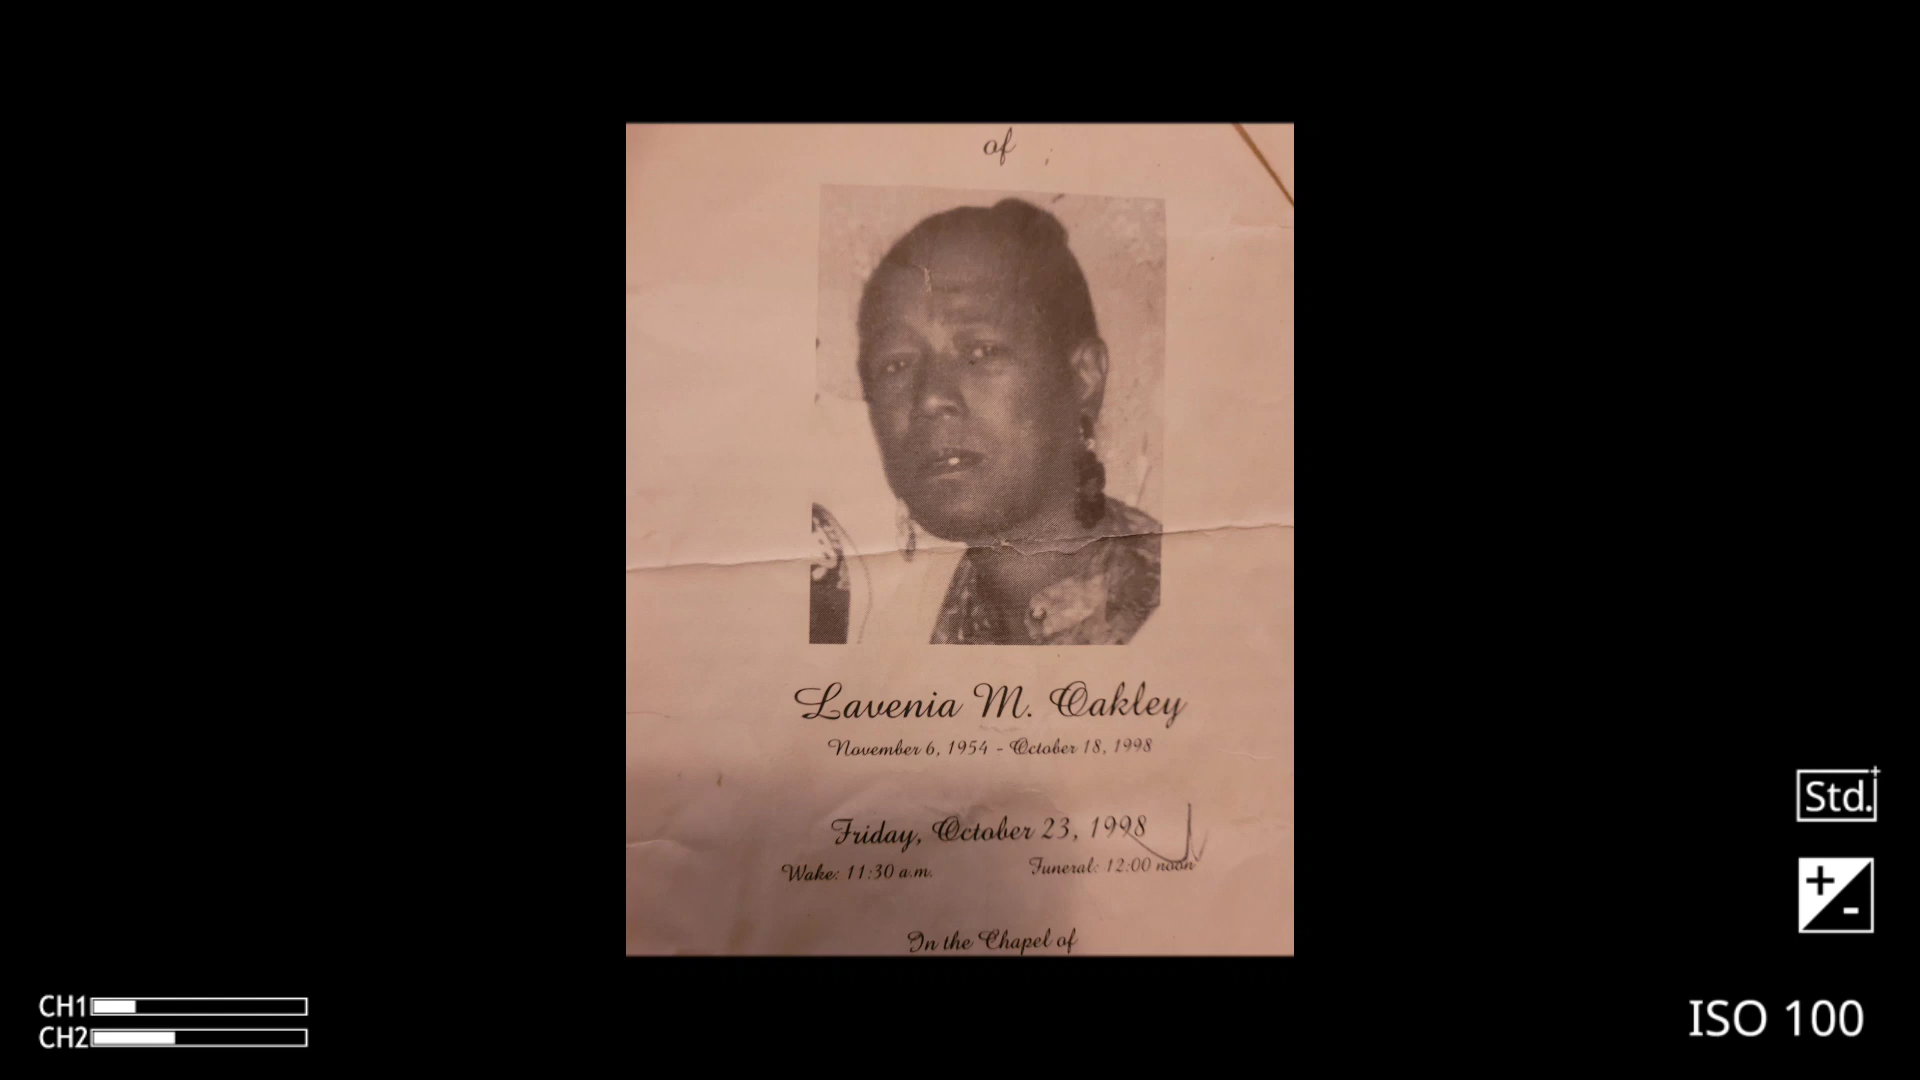 of
Lavenia M. Oakley
November 6, 1954 - October 18, 1998
Friday, October 23, 1998
Wake: 11:30 a.m. Funeral: 12:00 noon
In the Chapel of
Std.+
+
-
CH1
CH2
ISO 100